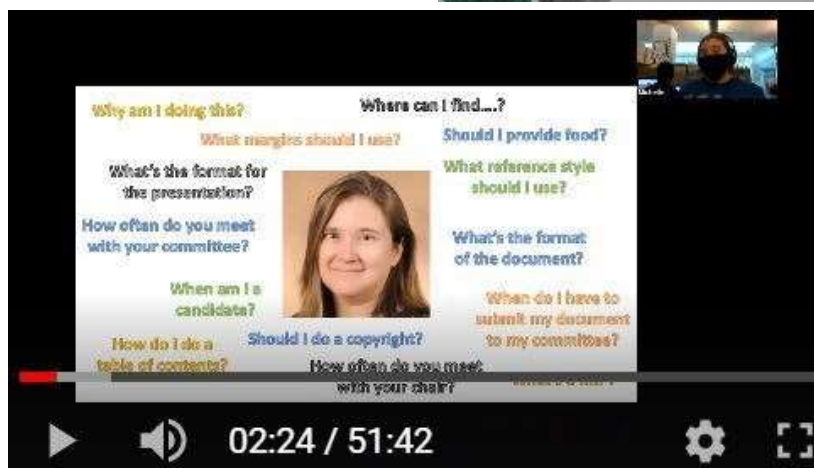 Why am I doing this?
Where can I find....?
What margins should I use?
Should I provide food?
What's the format for
the presentation?
What reference style
should I use?
How often do you meet
with your committee?
What's the format
of the document?
When am I a
candidate?
When do I have to
submit my document
to my committee?
How do I do a
table of contents?
Should I do a copyright?
How often do you meet
with your chair?
02:24 / 51:42